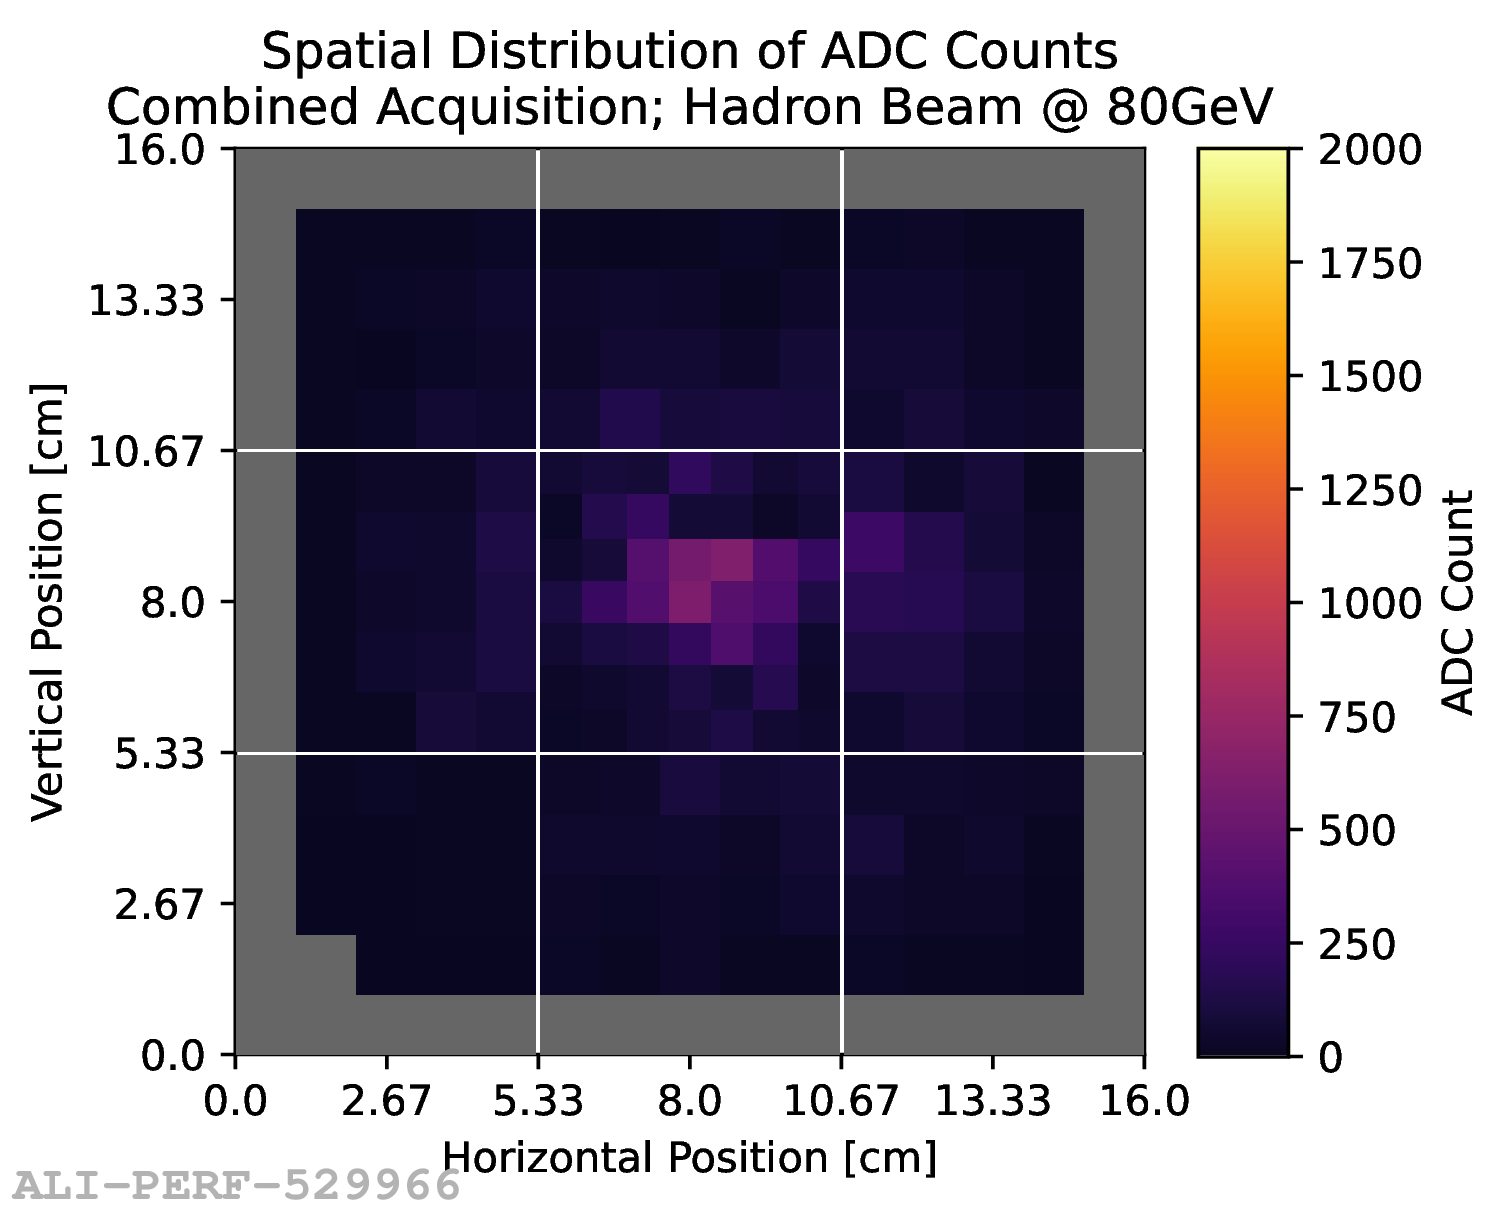 Spatial Distribution of ADC Counts
Combined Acquisition; Hadron Beam @ 80GeV
16.0
13.33
10.67
8.0
5.33
2.67
0.0
Vertical Position [cm]
0.0 2.67 5.33 8.0 10.67 13.33 16.0
Horizontal Position [cm]
2000
1750
1500
1250
1000
750
500
250
0
ADC Count
ALI-PERF-529966